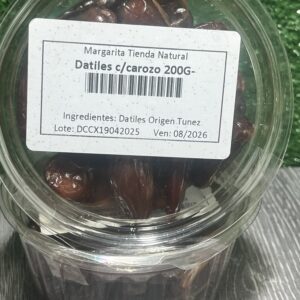 Margarita Tienda Natural
Datiles c/carozo 200G-
Ingredientes: Datiles Origen Tunez
Lote: DCCX19042025 Ven: 08/2026